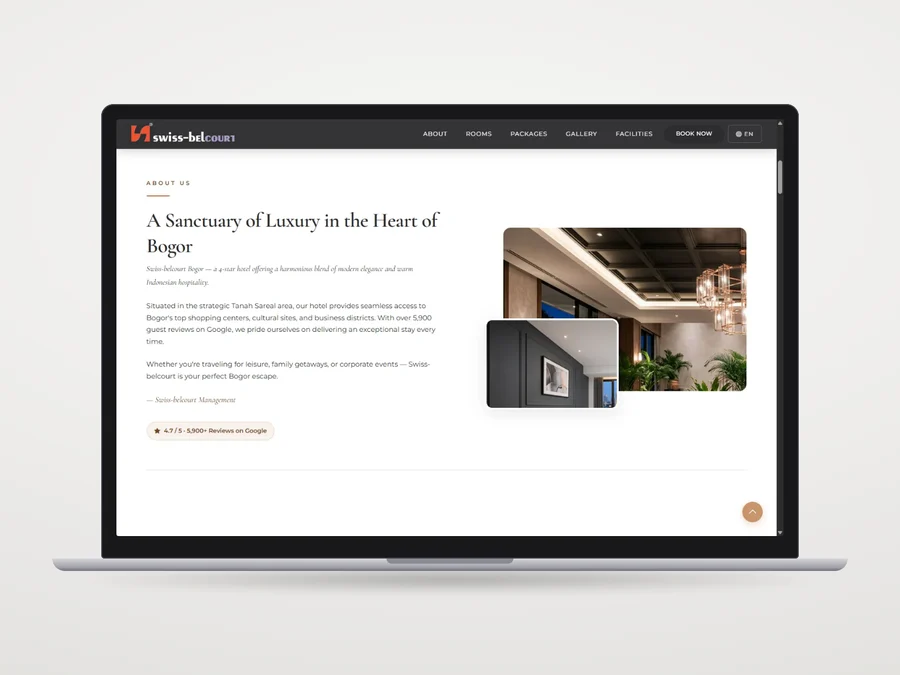 swiss-belcourt
ABOUT
ROOMS
PACKAGES
GALLERY
FACILITIES
BOOK NOW
EN
ABOUT US
A Sanctuary of Luxury in the Heart of
Bogor
Swiss-belcourt Bogor — a 4-star hotel offering a harmonious blend of modern elegance and warm
Indonesian hospitality.
Situated in the strategic Tanah Sareal area, our hotel provides seamless access to
Bogor's top shopping centers, cultural sites, and business districts. With over 5,900
guest reviews on Google, we pride ourselves on delivering an exceptional stay every
time.
Whether you're traveling for leisure, family getaways, or corporate events — Swiss-
belcourt is your perfect Bogor escape.
— Swiss-belcourt Management
★ 4.7 / 5 · 5,900+ Reviews on Google